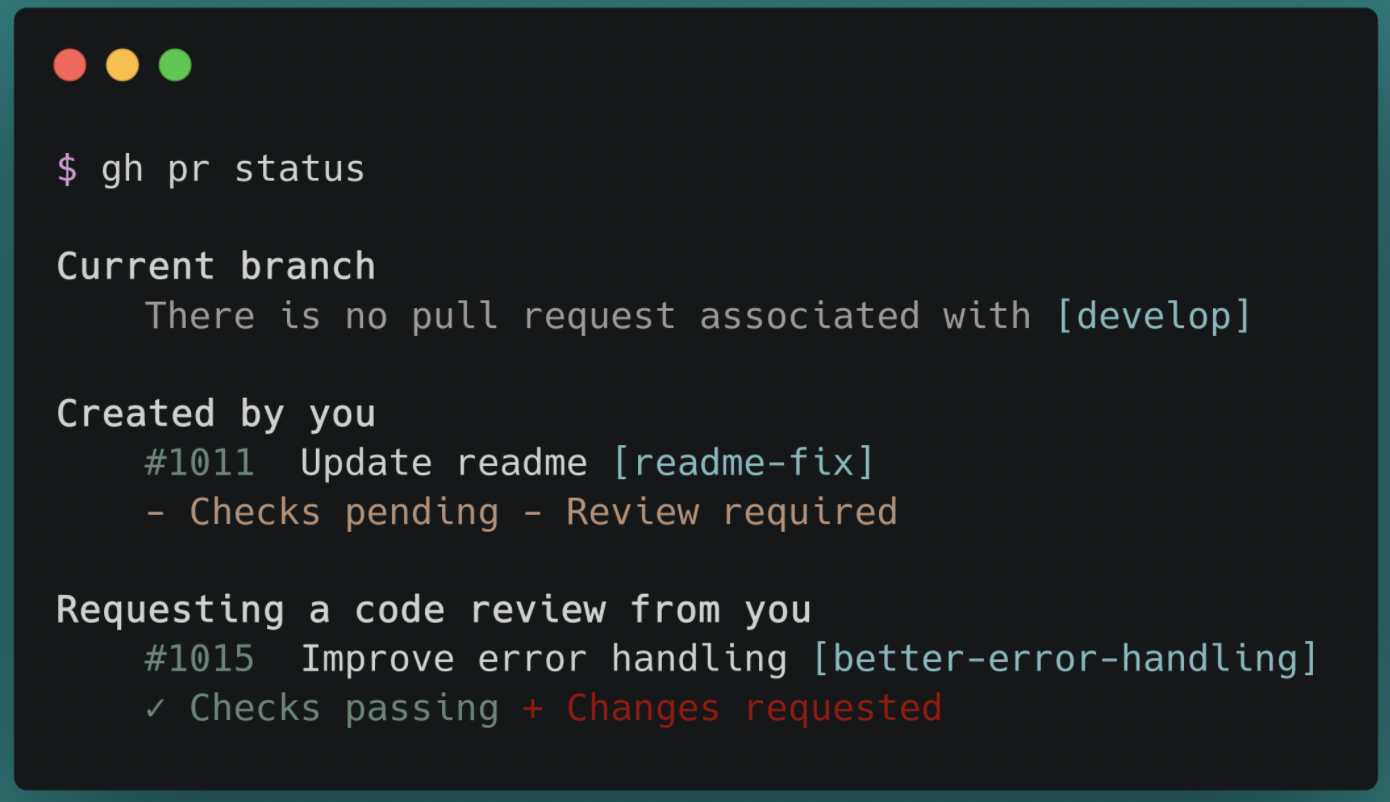 $ gh pr status
Current branch
There is no pull request associated with [develop]
Created by you
#1011 Update readme [readme-fix]
- Checks pending - Review required
Requesting a code review from you
#1015 Improve error handling [better-error-handling]
✓ Checks passing + Changes requested